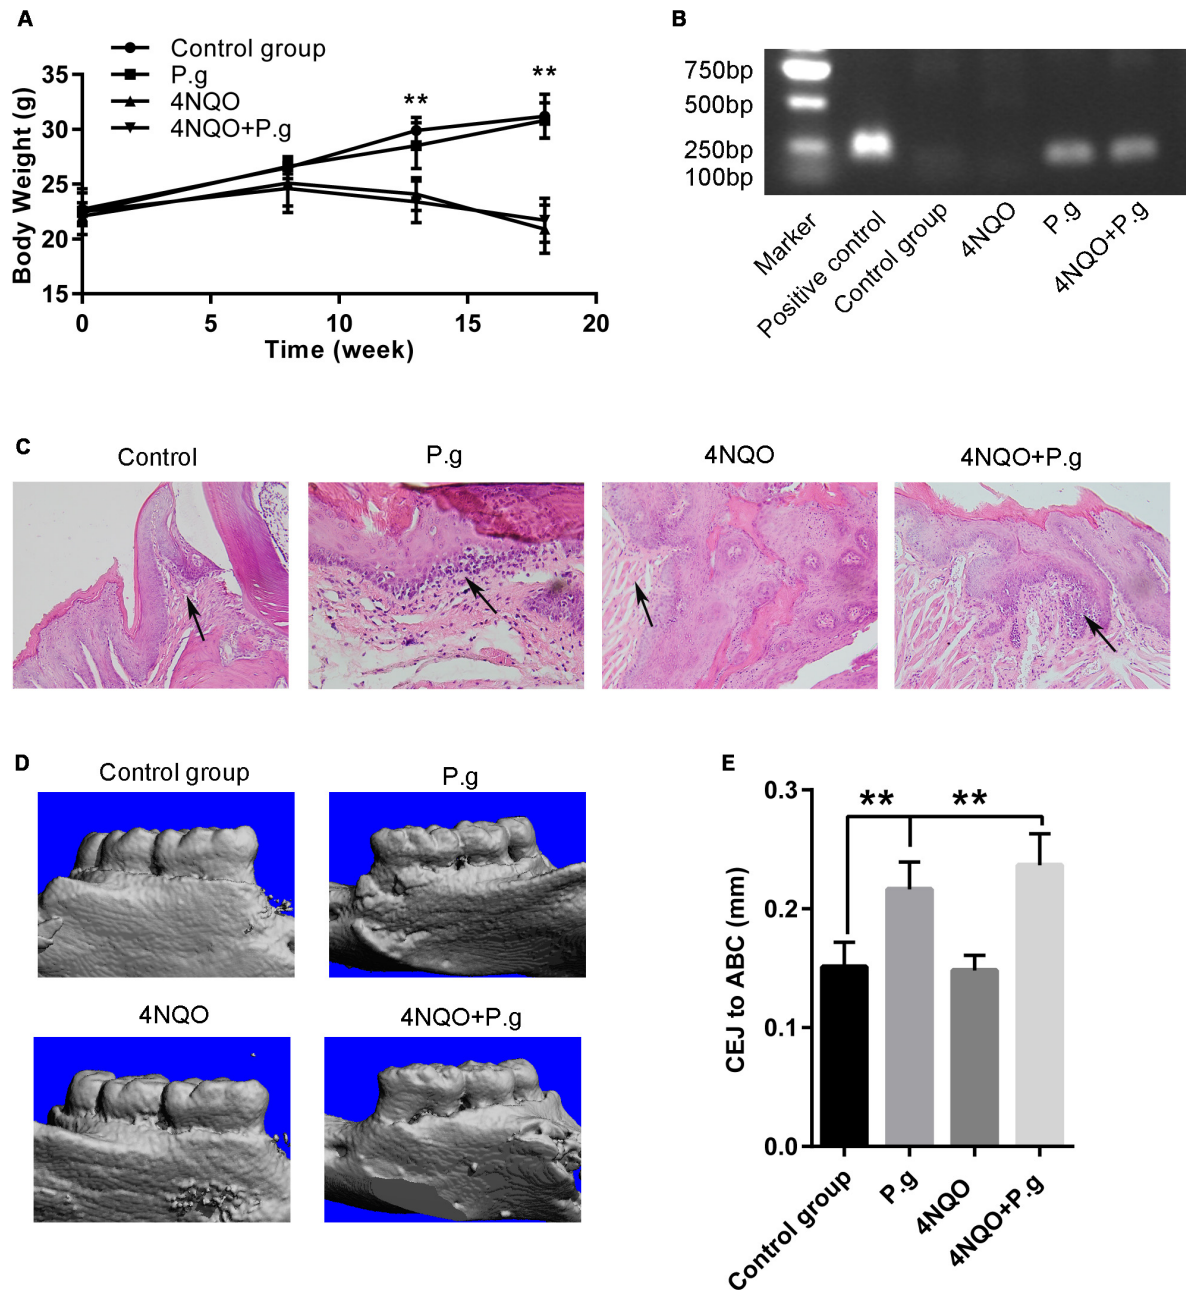 A
Control group
P.g
4NQO
4NQO+P.g
**
**
35
30
25
20
15
Body Weight (g)
0
5
10
15
20
Time (week)
B
750bp
500bp
250bp
100bp
Marker
Positive control
Control group
4NQO
P.g
4NQO+P.g
C
Control
P.g
4NQO
4NQO+P.g
D
Control group
P.g
4NQO
4NQO+P.g
E
**
**
0.3
0.2
0.1
0.0
CEJ to ABC (mm)
Control group
P.g
4NQO
4NQO+P.g